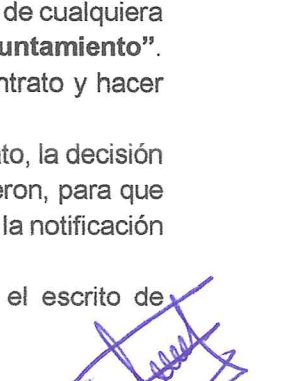 de cualquiera
untamiento”.
ntrato y hacer
to, la decisión
eron, para que
la notificación
el escrito de